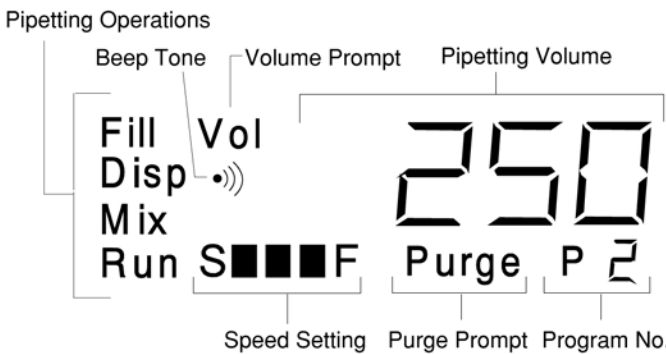 Pipetting Operations
Beep Tone Volume Prompt Pipetting Volume
Fill Vol 250
Disp
Mix
Run S F Purge P 2
Speed Setting Purge Prompt Program No.